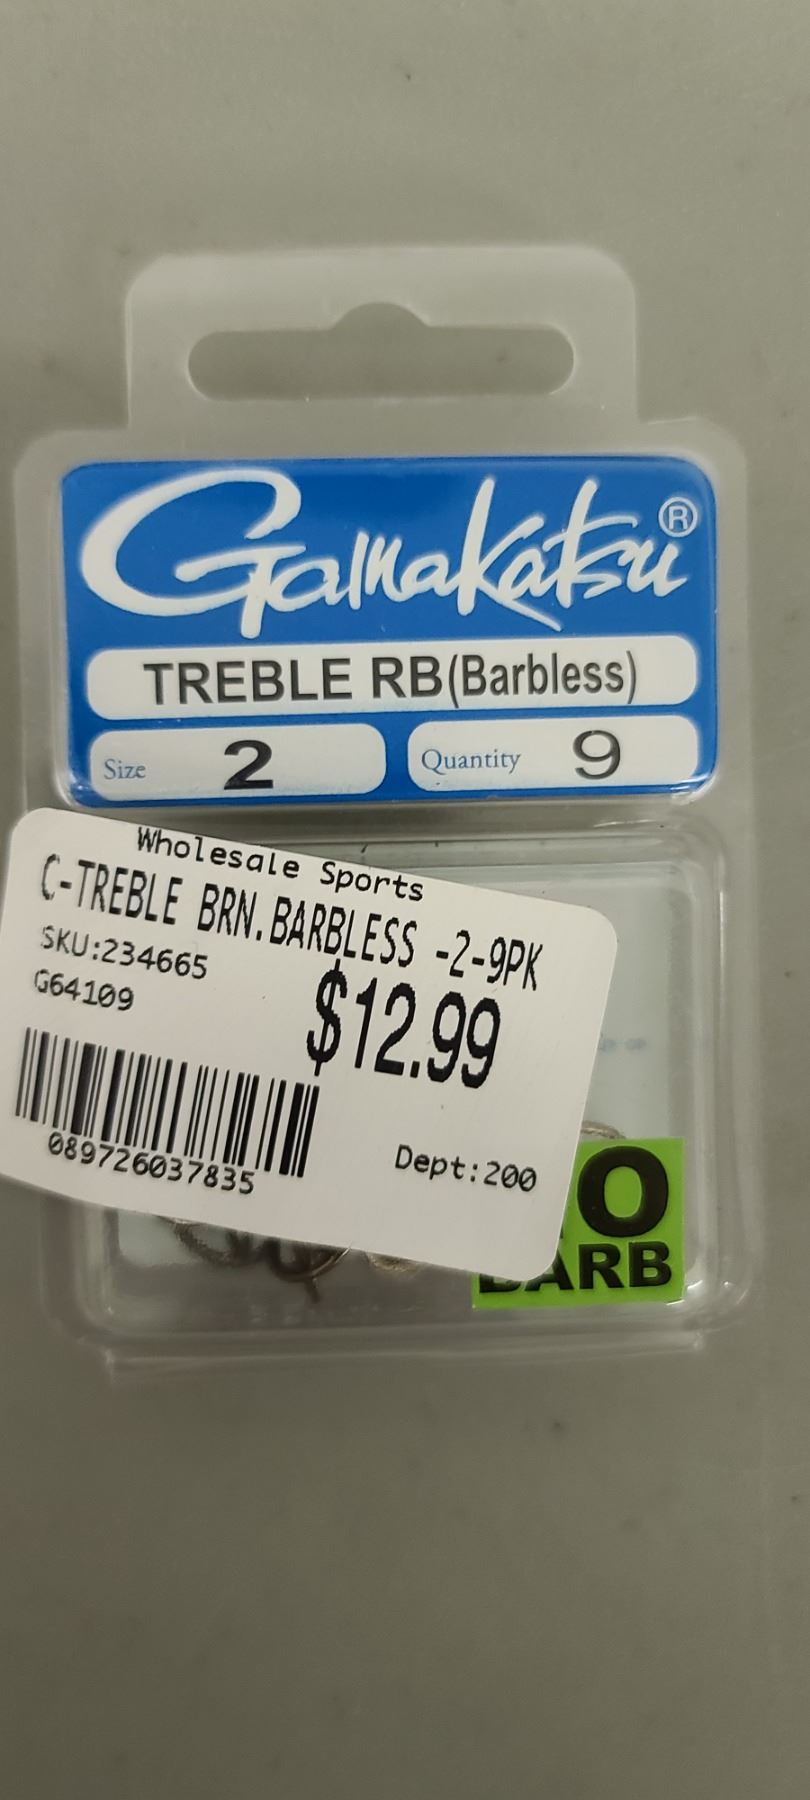 Gamakatsu®
TREBLE RB(Barbless)
Size 2 Quantity 9
Wholesale Sports
C-TREBLE BRN.BARBLESS -2-9PK
SKU:234665
G64109
$12.99
089726037835
Dept:200
O
BARB